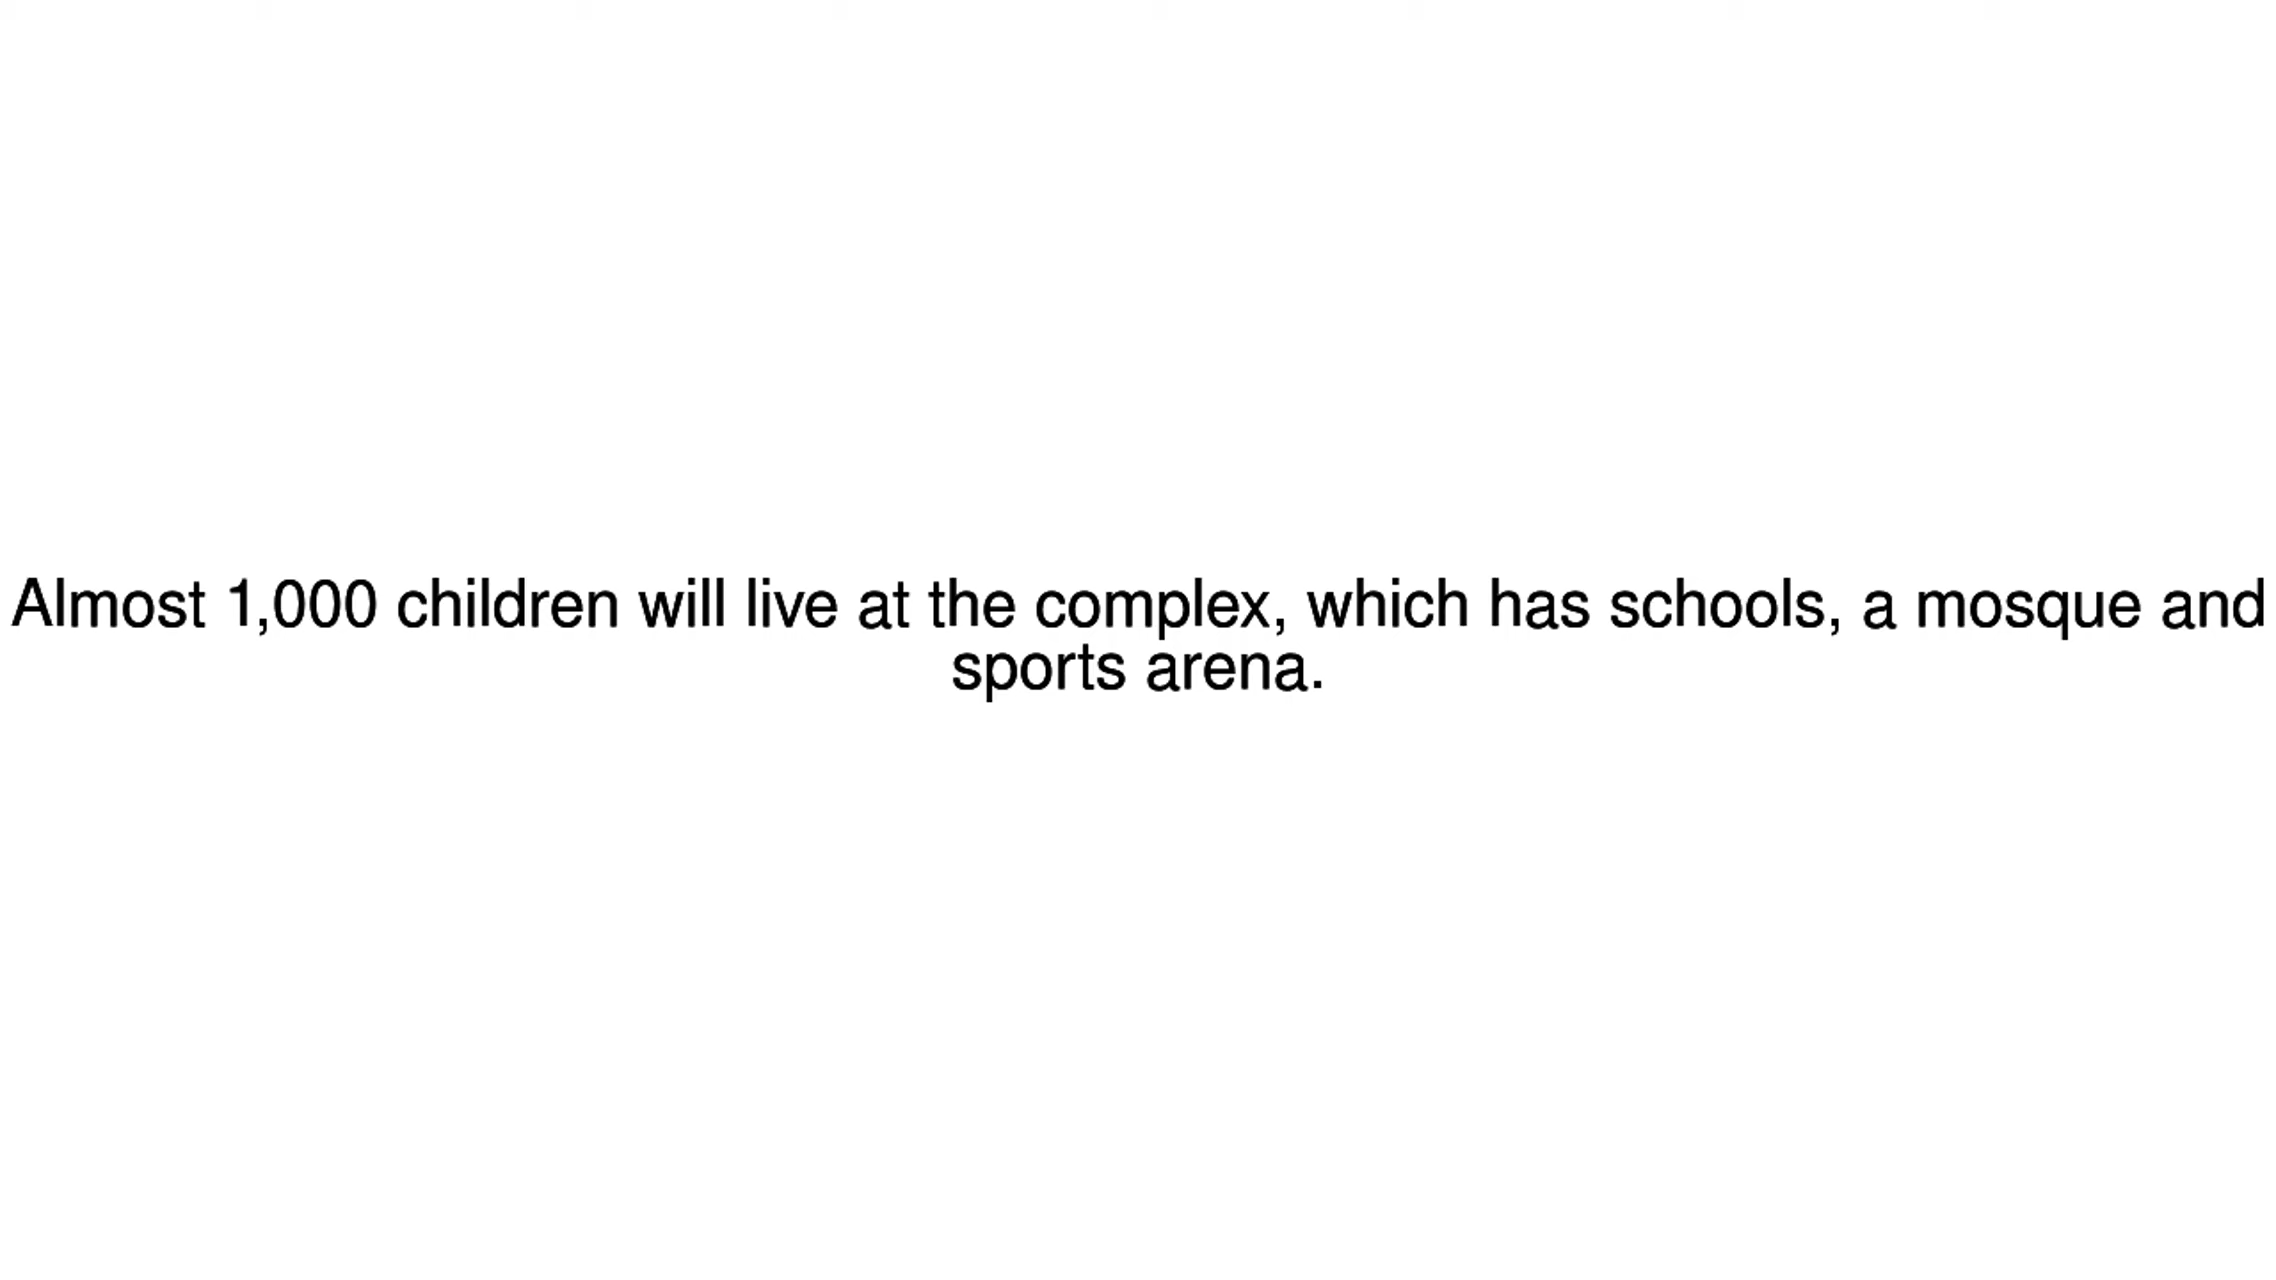 Almost 1,000 children will live at the complex, which has schools, a mosque and
sports arena.